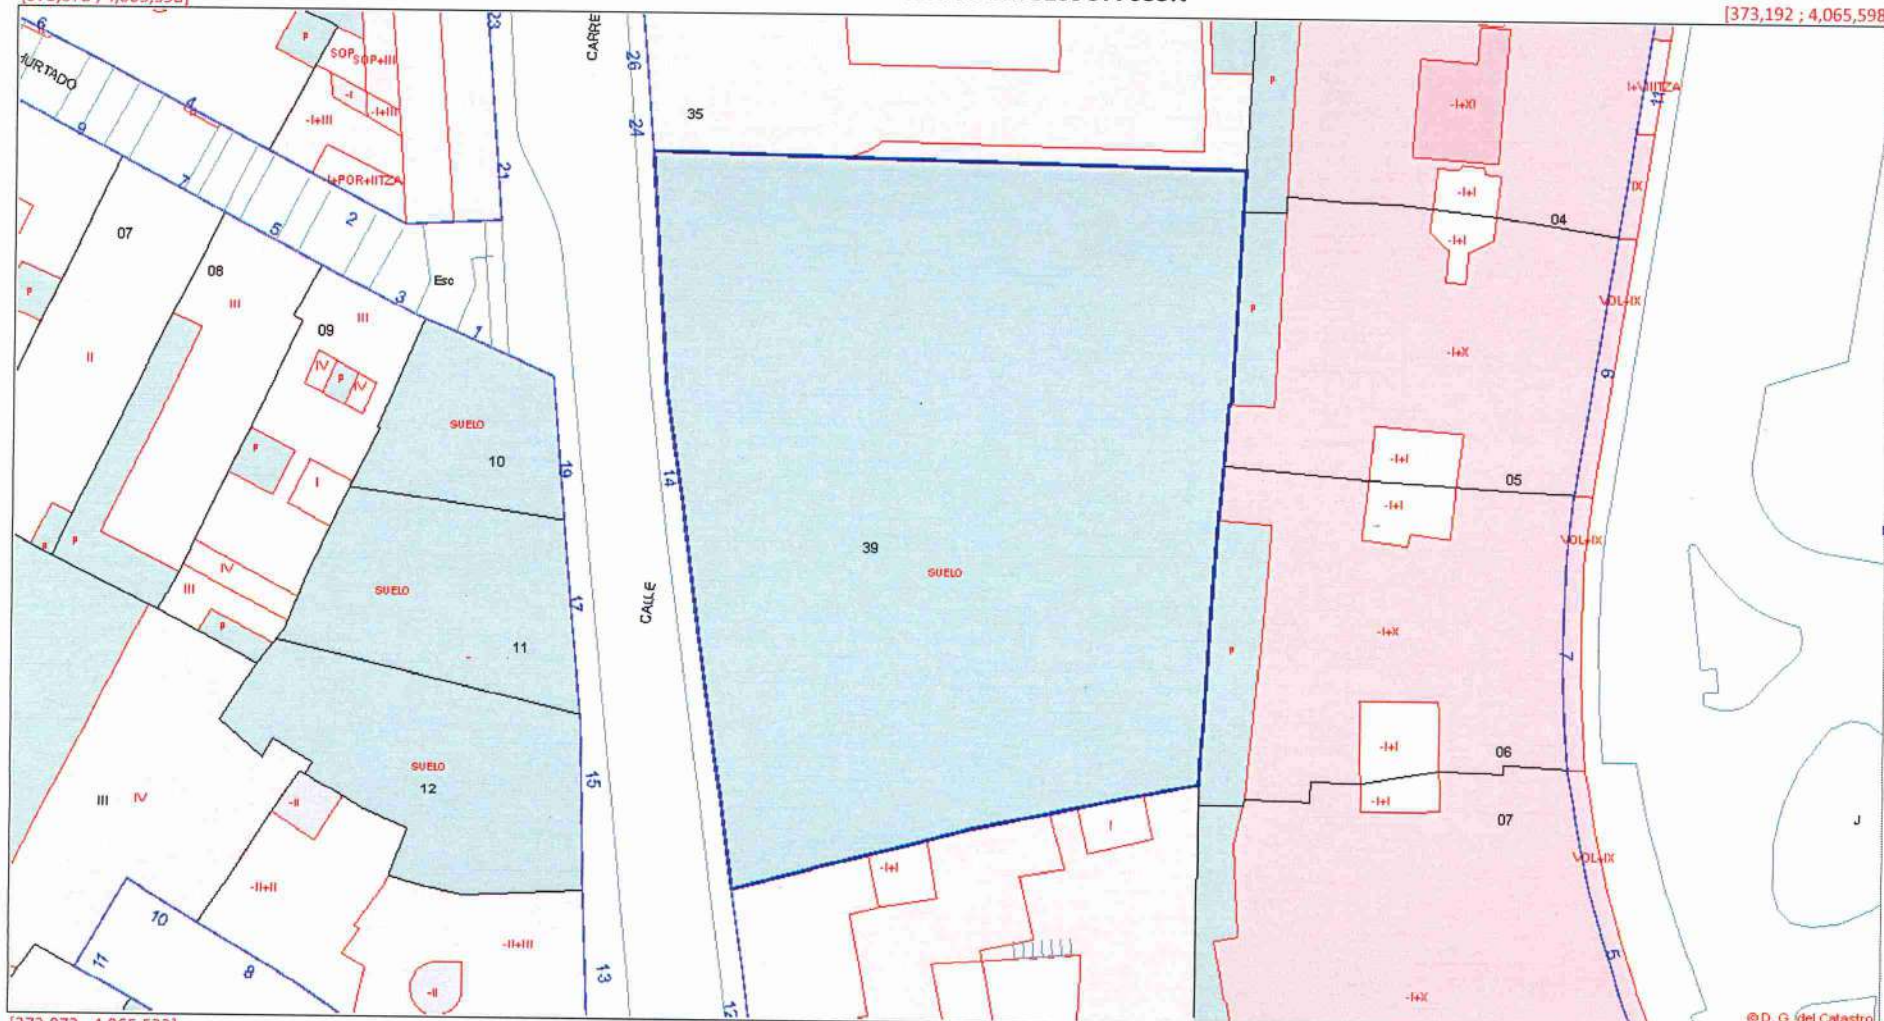 [373,192 ; 4,065,598
HURTADO
CARRE
CALLE
6
4
9
7
5
2
3
1
23
21
26
24
35
P
SOP
SOP+III
-I
-I+III
-I+III
I+POR+IITZA
07
08
09
III
III
II
P
IV
P
IV
Esc
SUELO
10
19
14
P
I
IV
III
P
P
P
SUELO
11
17
SUELO
12
15
III
IV
-II
-II+II
-II+III
-II
10
11
8
13
12
39
SUELO
-I+I
I
P
P
P
-I+XI
-I+I
-I+I
04
11
IX
VOL+IX
-I+X
9
-I+I
-I+I
05
VOL+IX
-I+X
7
-I+I
-I+I
06
07
VOL+IX
-I+X
5
J
© D. G. del Catastro